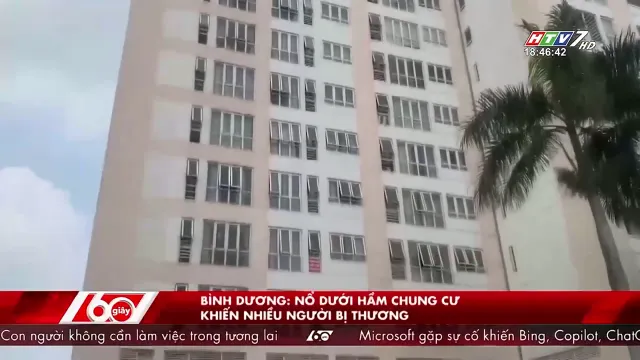 HTV7 HD
18:46:42
60 giây
BÌNH DƯƠNG: NỔ DƯỚI HẦM CHUNG CƯ
KHIẾN NHIỀU NGƯỜI BỊ THƯƠNG
Con người không cần làm việc trong tương lai 60 Microsoft gặp sự cố khiến Bing, Copilot, ChatG